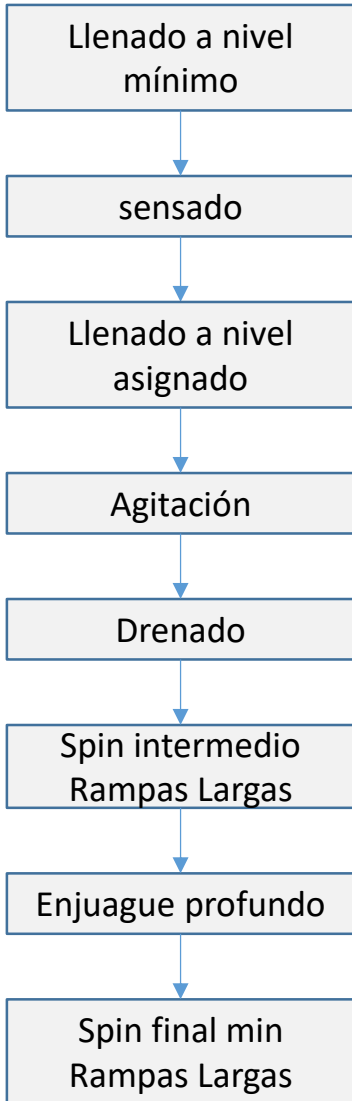 Llenado a nivel
mínimo
sensado
Llenado a nivel
asignado
Agitación
Drenado
Spin intermedio
Rampas Largas
Enjuague profundo
Spin final min
Rampas Largas